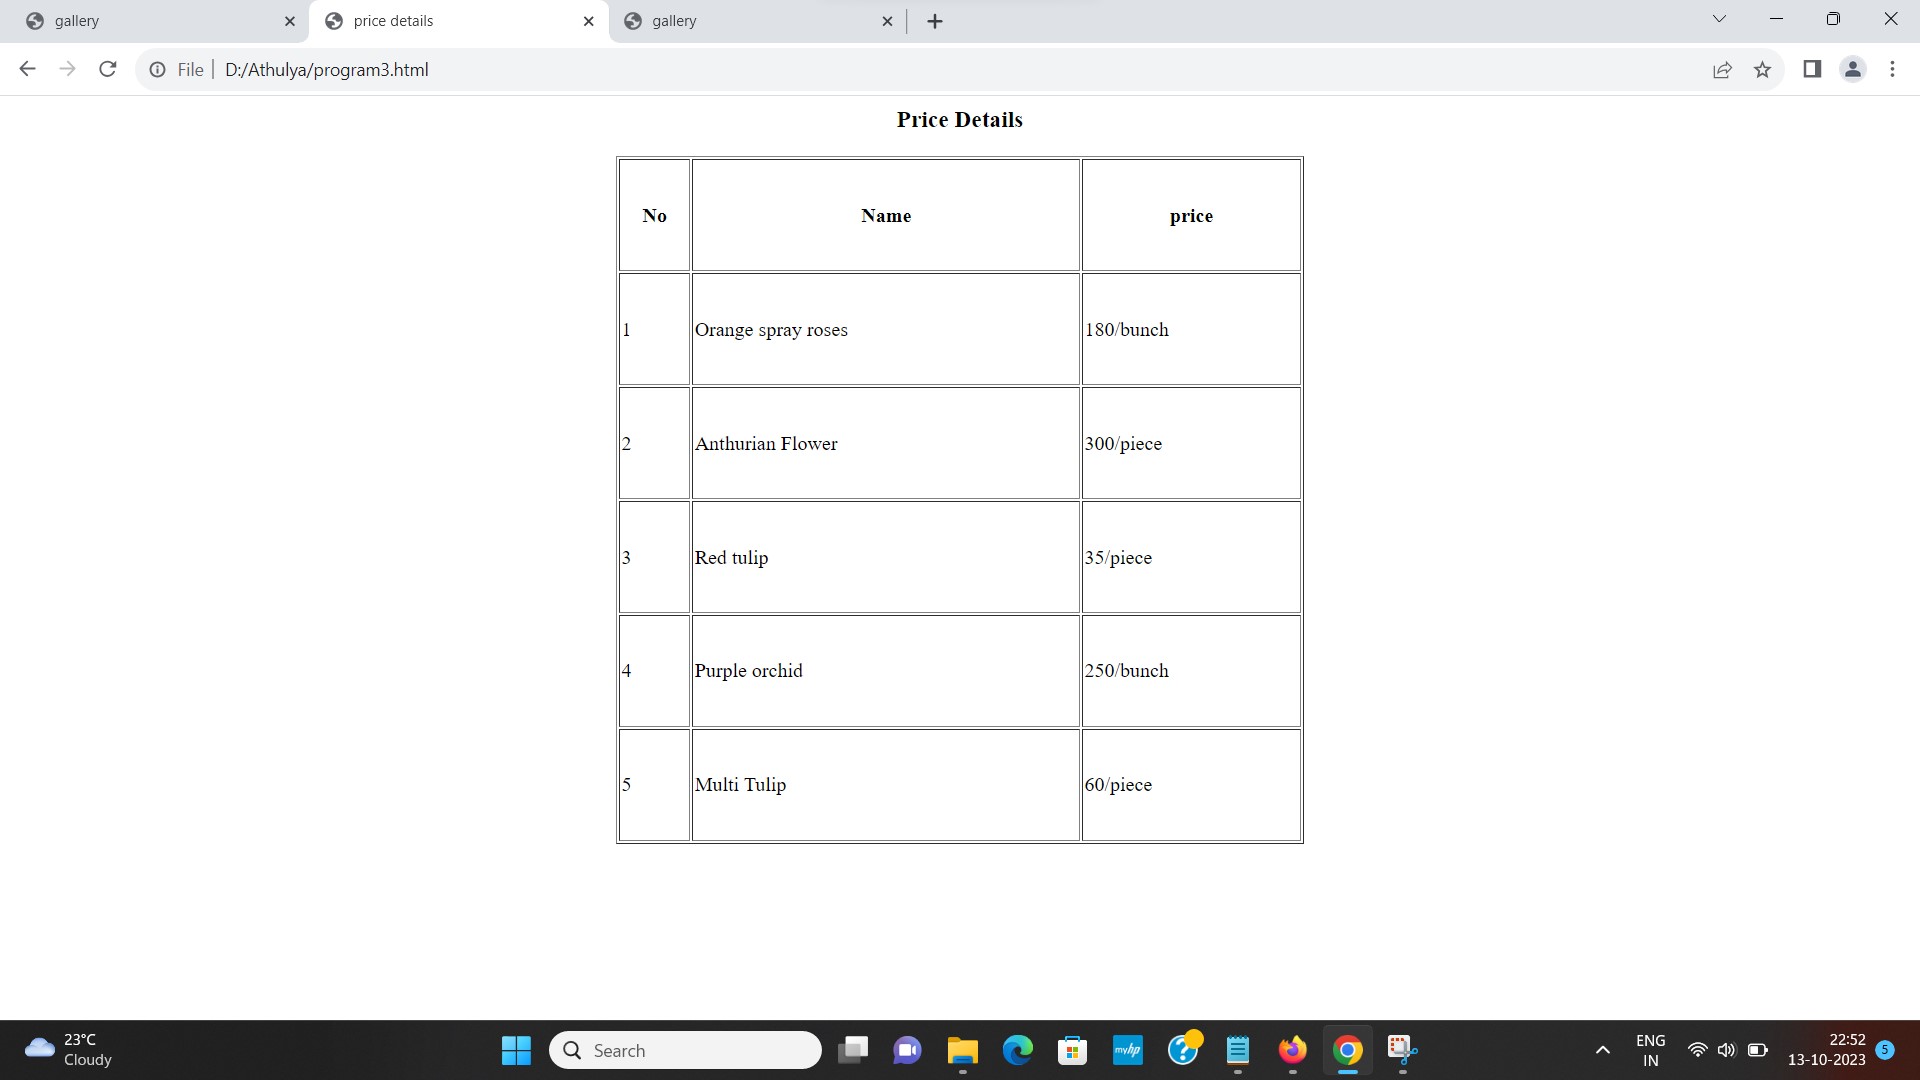 gallery
price details
gallery
File
D:/Athulya/program3.html
Price Details
No Name price
1 Orange spray roses 180/bunch
2 Anthurian Flower 300/piece
3 Red tulip 35/piece
4 Purple orchid 250/bunch
5 Multi Tulip 60/piece
23°C
Cloudy
Search
myhp
ENG
IN
22:52
13-10-2023
5